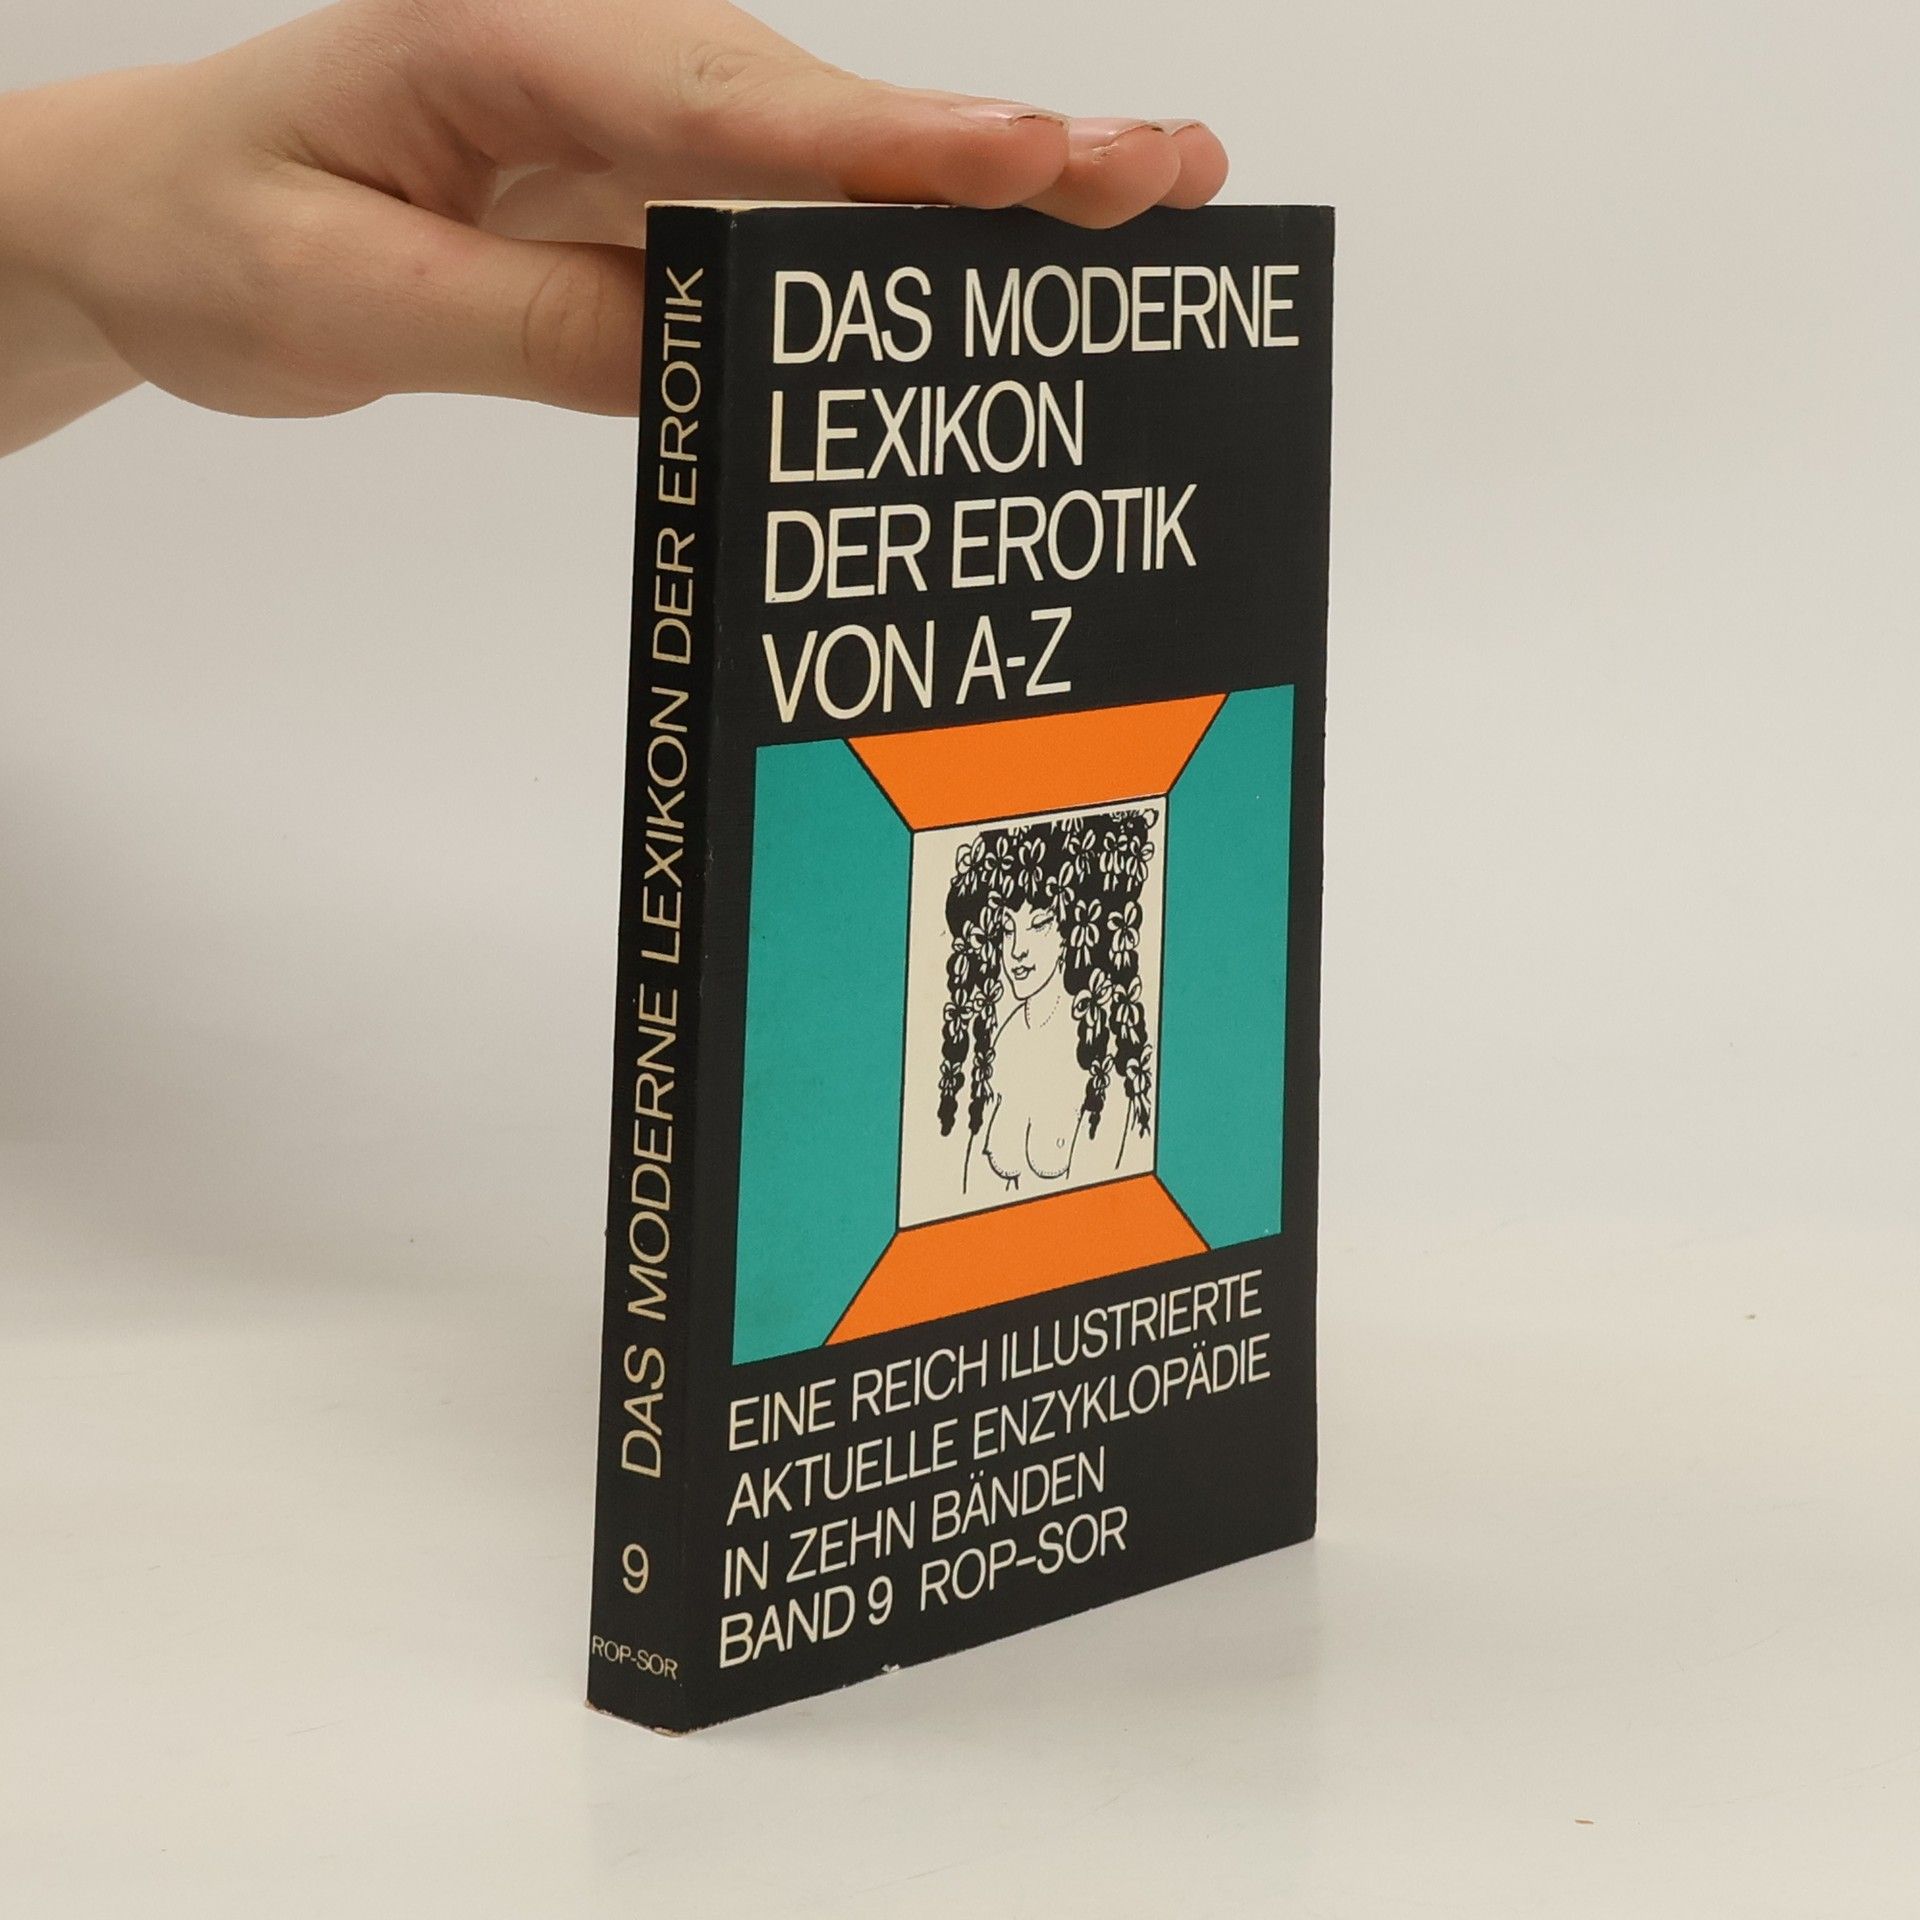 DAS MODERNE
LEXIKON
DER EROTIK
VON A-Z
EINE REICH ILLUSTRIERTE
AKTUELLE ENZYKLOPÄDIE
IN ZEHN BÄNDEN
BAND 9 ROP-SOR
DAS MODERNE LEXIKON DER EROTIK
9
ROP-SOR